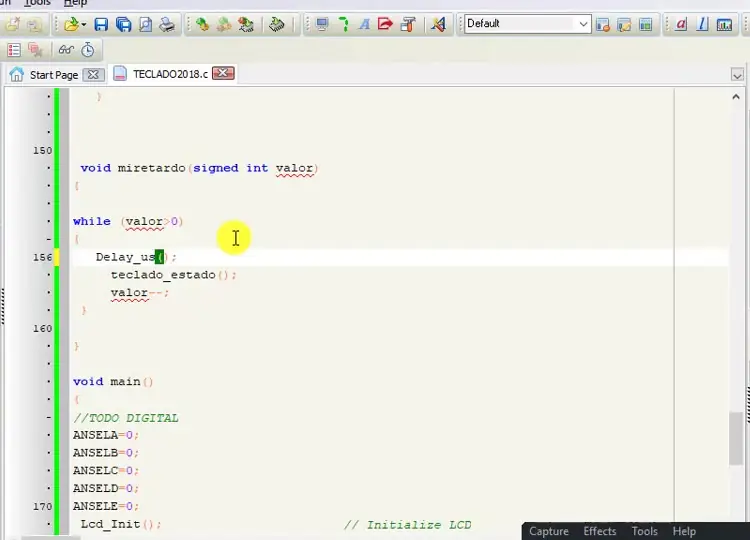 Tools Help
Default
Start Page TECLADO2018.c
}
150
void miretardo(signed int valor)
{
while (valor>0)
{
156 Delay_us();
teclado_estado();
valor--;
}
160
}
void main()
{
//TODO DIGITAL
ANSELA=0;
ANSELB=0;
ANSELC=0;
ANSELD=0;
170 ANSELE=0;
Lcd_Init(); // Initialize LCD
Capture Effects Tools Help